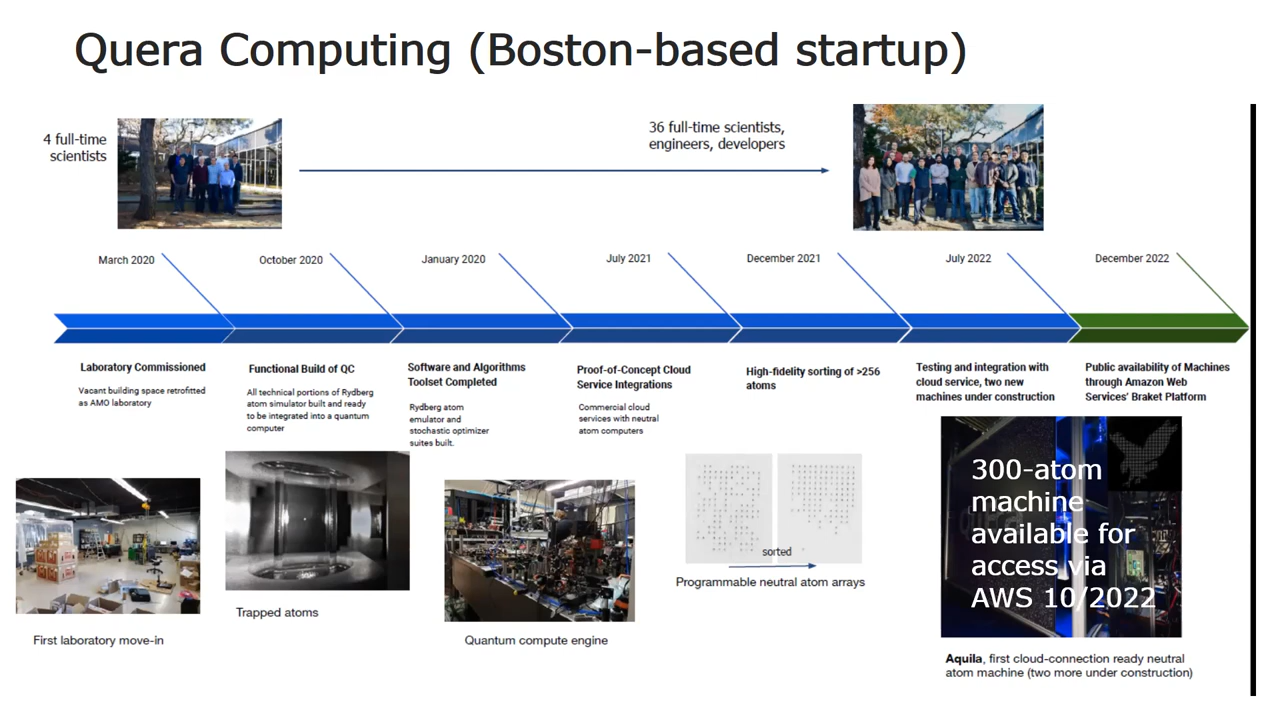 Quera Computing (Boston-based startup)
4 full-time
scientists
36 full-time scientists,
engineers, developers
March 2020
October 2020
January 2020
July 2021
December 2021
July 2022
December 2022
Laboratory Commissioned
Vacant building space retrofitted
as AMO laboratory
Functional Build of QC
All technical portions of Rydberg
atom simulator built and ready
to be integrated into a quantum
computer
Software and Algorithms
Toolset Completed
Rydberg atom
emulator and
stochastic optimizer
suites built.
Proof-of-Concept Cloud
Service Integrations
Commercial cloud
services with neutral
atom computers
High-fidelity sorting of >256
atoms
Testing and integration with
cloud service, two new
machines under construction
Public availability of Machines
through Amazon Web
Services' Braket Platform
First laboratory move-in
Trapped atoms
Quantum compute engine
sorted
Programmable neutral atom arrays
300-atom
machine
available for
access via
AWS 10/2022
Aquila, first cloud-connection ready neutral
atom machine (two more under construction)